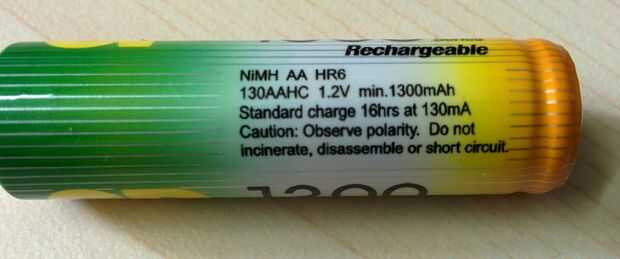 Rechargeable
NiMH AA HR6
130AAHC 1.2V min.1300mAh
Standard charge 16hrs at 130mA
Caution: Observe polarity. Do not
incinerate, disassemble or short circuit.
1300